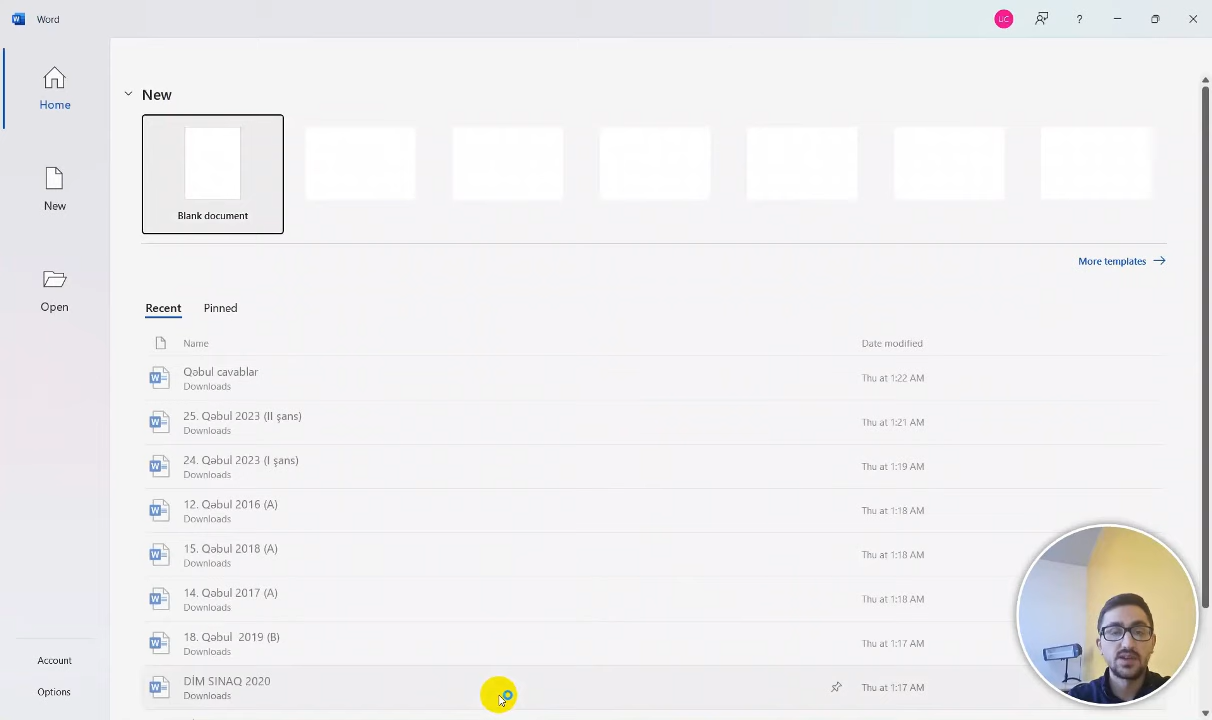 Word
UC
?
Home
New
Open
Account
Options
New
Blank document
More templates
Recent
Pinned
Name
Date modified
Qəbul cavablar
Downloads
Thu at 1:22 AM
25. Qəbul 2023 (II şans)
Downloads
Thu at 1:21 AM
24. Qəbul 2023 (I şans)
Downloads
Thu at 1:19 AM
12. Qəbul 2016 (A)
Downloads
Thu at 1:18 AM
15. Qəbul 2018 (A)
Downloads
Thu at 1:18 AM
14. Qəbul 2017 (A)
Downloads
Thu at 1:18 AM
18. Qəbul  2019 (B)
Downloads
Thu at 1:17 AM
DİM SINAQ 2020
Downloads
Thu at 1:17 AM